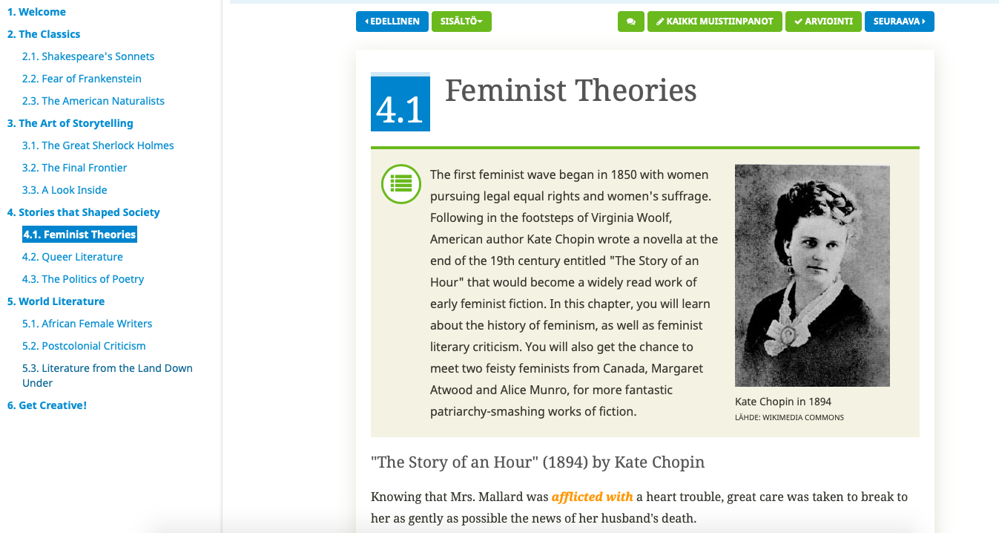 1. Welcome
2. The Classics
2.1. Shakespeare's Sonnets
2.2. Fear of Frankenstein
2.3. The American Naturalists
3. The Art of Storytelling
3.1. The Great Sherlock Holmes
3.2. The Final Frontier
3.3. A Look Inside
4. Stories that Shaped Society
4.1. Feminist Theories
4.2. Queer Literature
4.3. The Politics of Poetry
5. World Literature
5.1. African Female Writers
5.2. Postcolonial Criticism
5.3. Literature from the Land Down
Under
6. Get Creative!
EDELLINEN SISÄLTÖ KAIKKI MUISTIINPANOT ARVIOINTI SEURAAVA
4.1 Feminist Theories
The first feminist wave began in 1850 with women
pursuing legal equal rights and women's suffrage.
Following in the footsteps of Virginia Woolf,
American author Kate Chopin wrote a novella at the
end of the 19th century entitled "The Story of an
Hour" that would become a widely read work of
early feminist fiction. In this chapter, you will learn
about the history of feminism, as well as feminist
literary criticism. You will also get the chance to
meet two feisty feminists from Canada, Margaret
Atwood and Alice Munro, for more fantastic
patriarchy-smashing works of fiction.
Kate Chopin in 1894
LÄHDE: WIKIMEDIA COMMONS
"The Story of an Hour" (1894) by Kate Chopin
Knowing that Mrs. Mallard was afflicted with a heart trouble, great care was taken to break to
her as gently as possible the news of her husband's death.